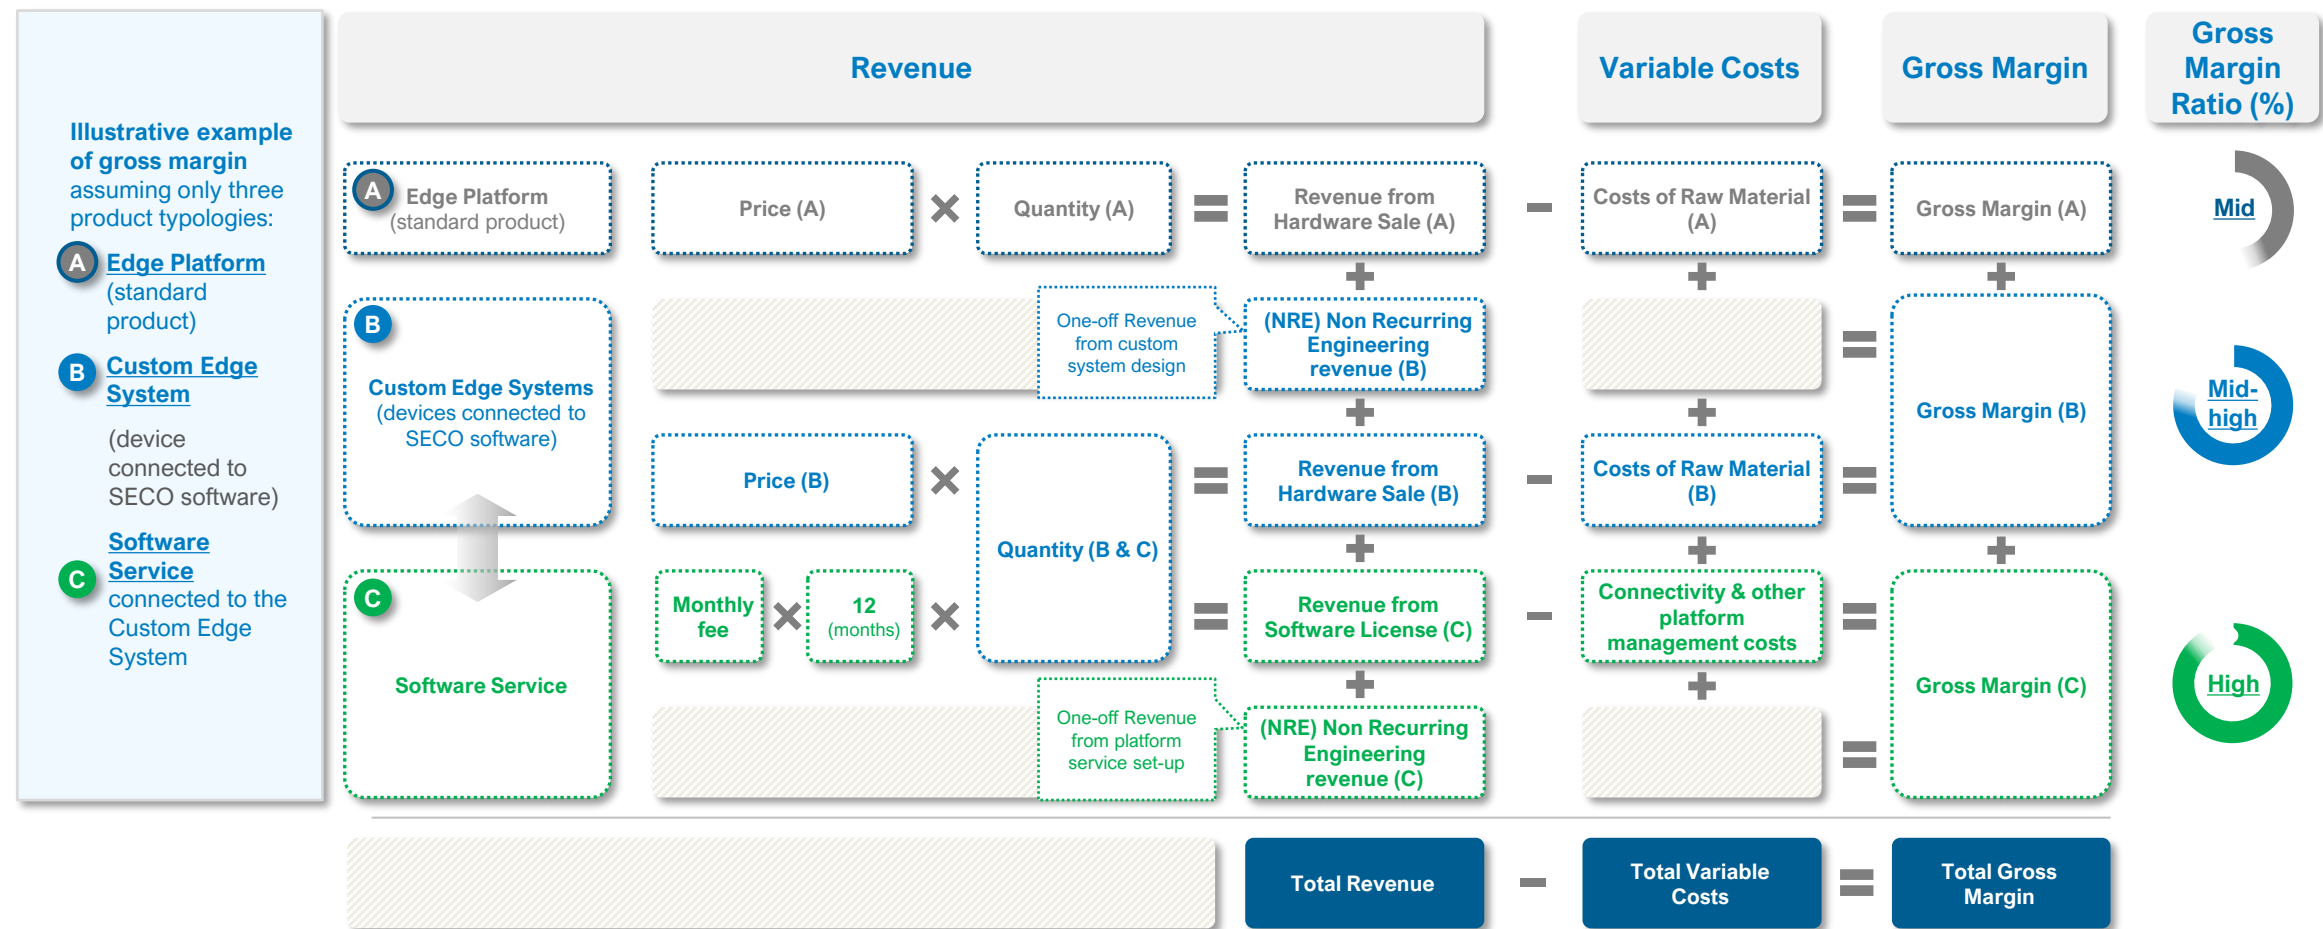 Illustrative example
of gross margin
assuming only three
product typologies:
A
Edge Platform
(standard
product)
B
Custom Edge
System
(device
connected to
SECO software)
C
Software
Service
connected to the
Custom Edge
System
Revenue
Variable Costs
Gross Margin
Gross
Margin
Ratio (%)
A
Edge Platform
(standard product)
Price (A)
×
Quantity (A)
=
Revenue from
Hardware Sale (A)
-
Costs of Raw Material
(A)
=
Gross Margin (A)
Mid
+
+
+
B
Custom Edge Systems
(devices connected to
SECO software)
One-off Revenue
from custom
system design
(NRE) Non Recurring
Engineering
revenue (B)
=
Gross Margin (B)
Mid-
high
+
+
Price (B)
×
Quantity (B & C)
=
Revenue from
Hardware Sale (B)
-
Costs of Raw Material
(B)
=
+
+
+
C
Software Service
Monthly
fee
×
12
(months)
×
=
Revenue from
Software License (C)
-
Connectivity & other
platform
management costs
=
Gross Margin (C)
High
+
+
One-off Revenue
from platform
service set-up
(NRE) Non Recurring
Engineering
revenue (C)
=
Total Revenue
-
Total Variable
Costs
=
Total Gross
Margin